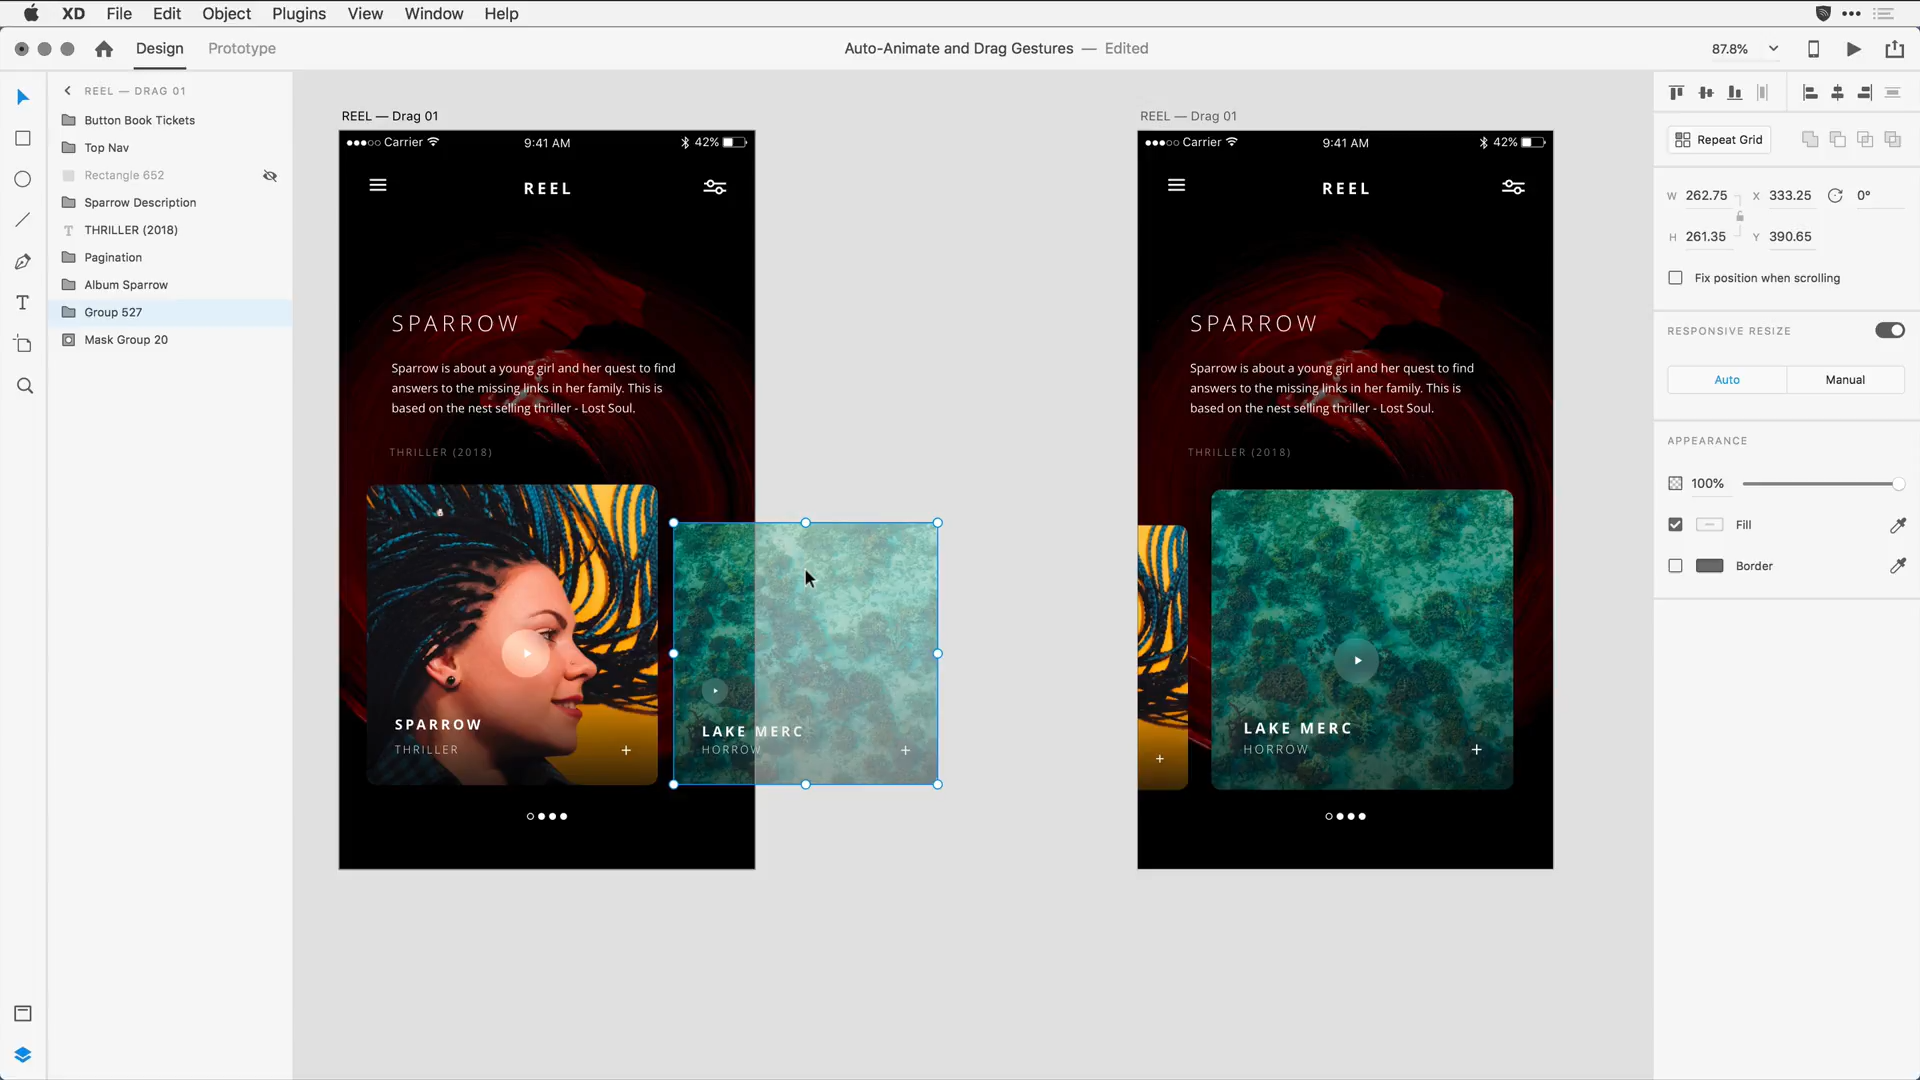 XD File Edit Object Plugins View Window Help
Design Prototype
Auto-Animate and Drag Gestures — Edited
87.8%
REEL — DRAG 01
Button Book Tickets
Top Nav
Rectangle 652
Sparrow Description
T THRILLER (2018)
Pagination
Album Sparrow
Group 527
Mask Group 20
REEL — Drag 01
Carrier 9:41 AM 42%
REEL
SPARROW
Sparrow is about a young girl and her quest to find
answers to the missing links in her family. This is
based on the nest selling thriller - Lost Soul.
THRILLER (2018)
SPARROW
THRILLER
+
LAKE MERC
HORROW
+
REEL — Drag 01
Carrier 9:41 AM 42%
REEL
SPARROW
Sparrow is about a young girl and her quest to find
answers to the missing links in her family. This is
based on the nest selling thriller - Lost Soul.
THRILLER (2018)
+
LAKE MERC
HORROW
+
Repeat Grid
W 262.75 X 333.25 0°
H 261.35 Y 390.65
Fix position when scrolling
RESPONSIVE RESIZE
Auto Manual
APPEARANCE
100%
Fill
Border